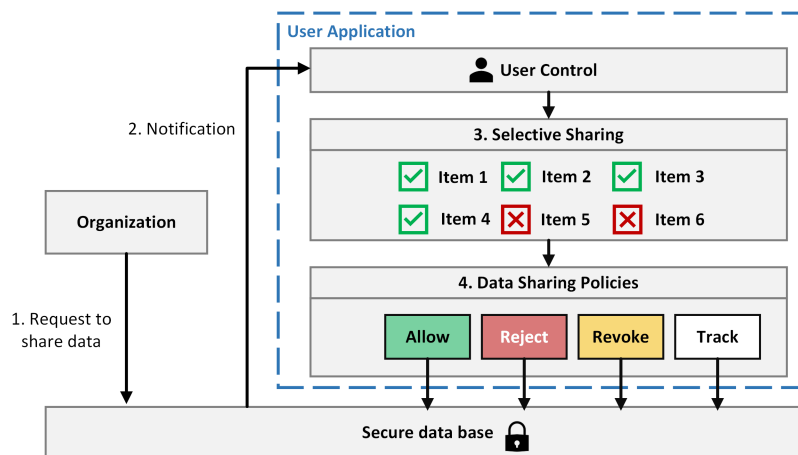 User Application
User Control
2. Notification
3. Selective Sharing
Item 1
Item 2
Item 3
Item 4
Item 5
Item 6
Organization
4. Data Sharing Policies
1. Request to
share data
Allow
Reject
Revoke
Track
Secure data base